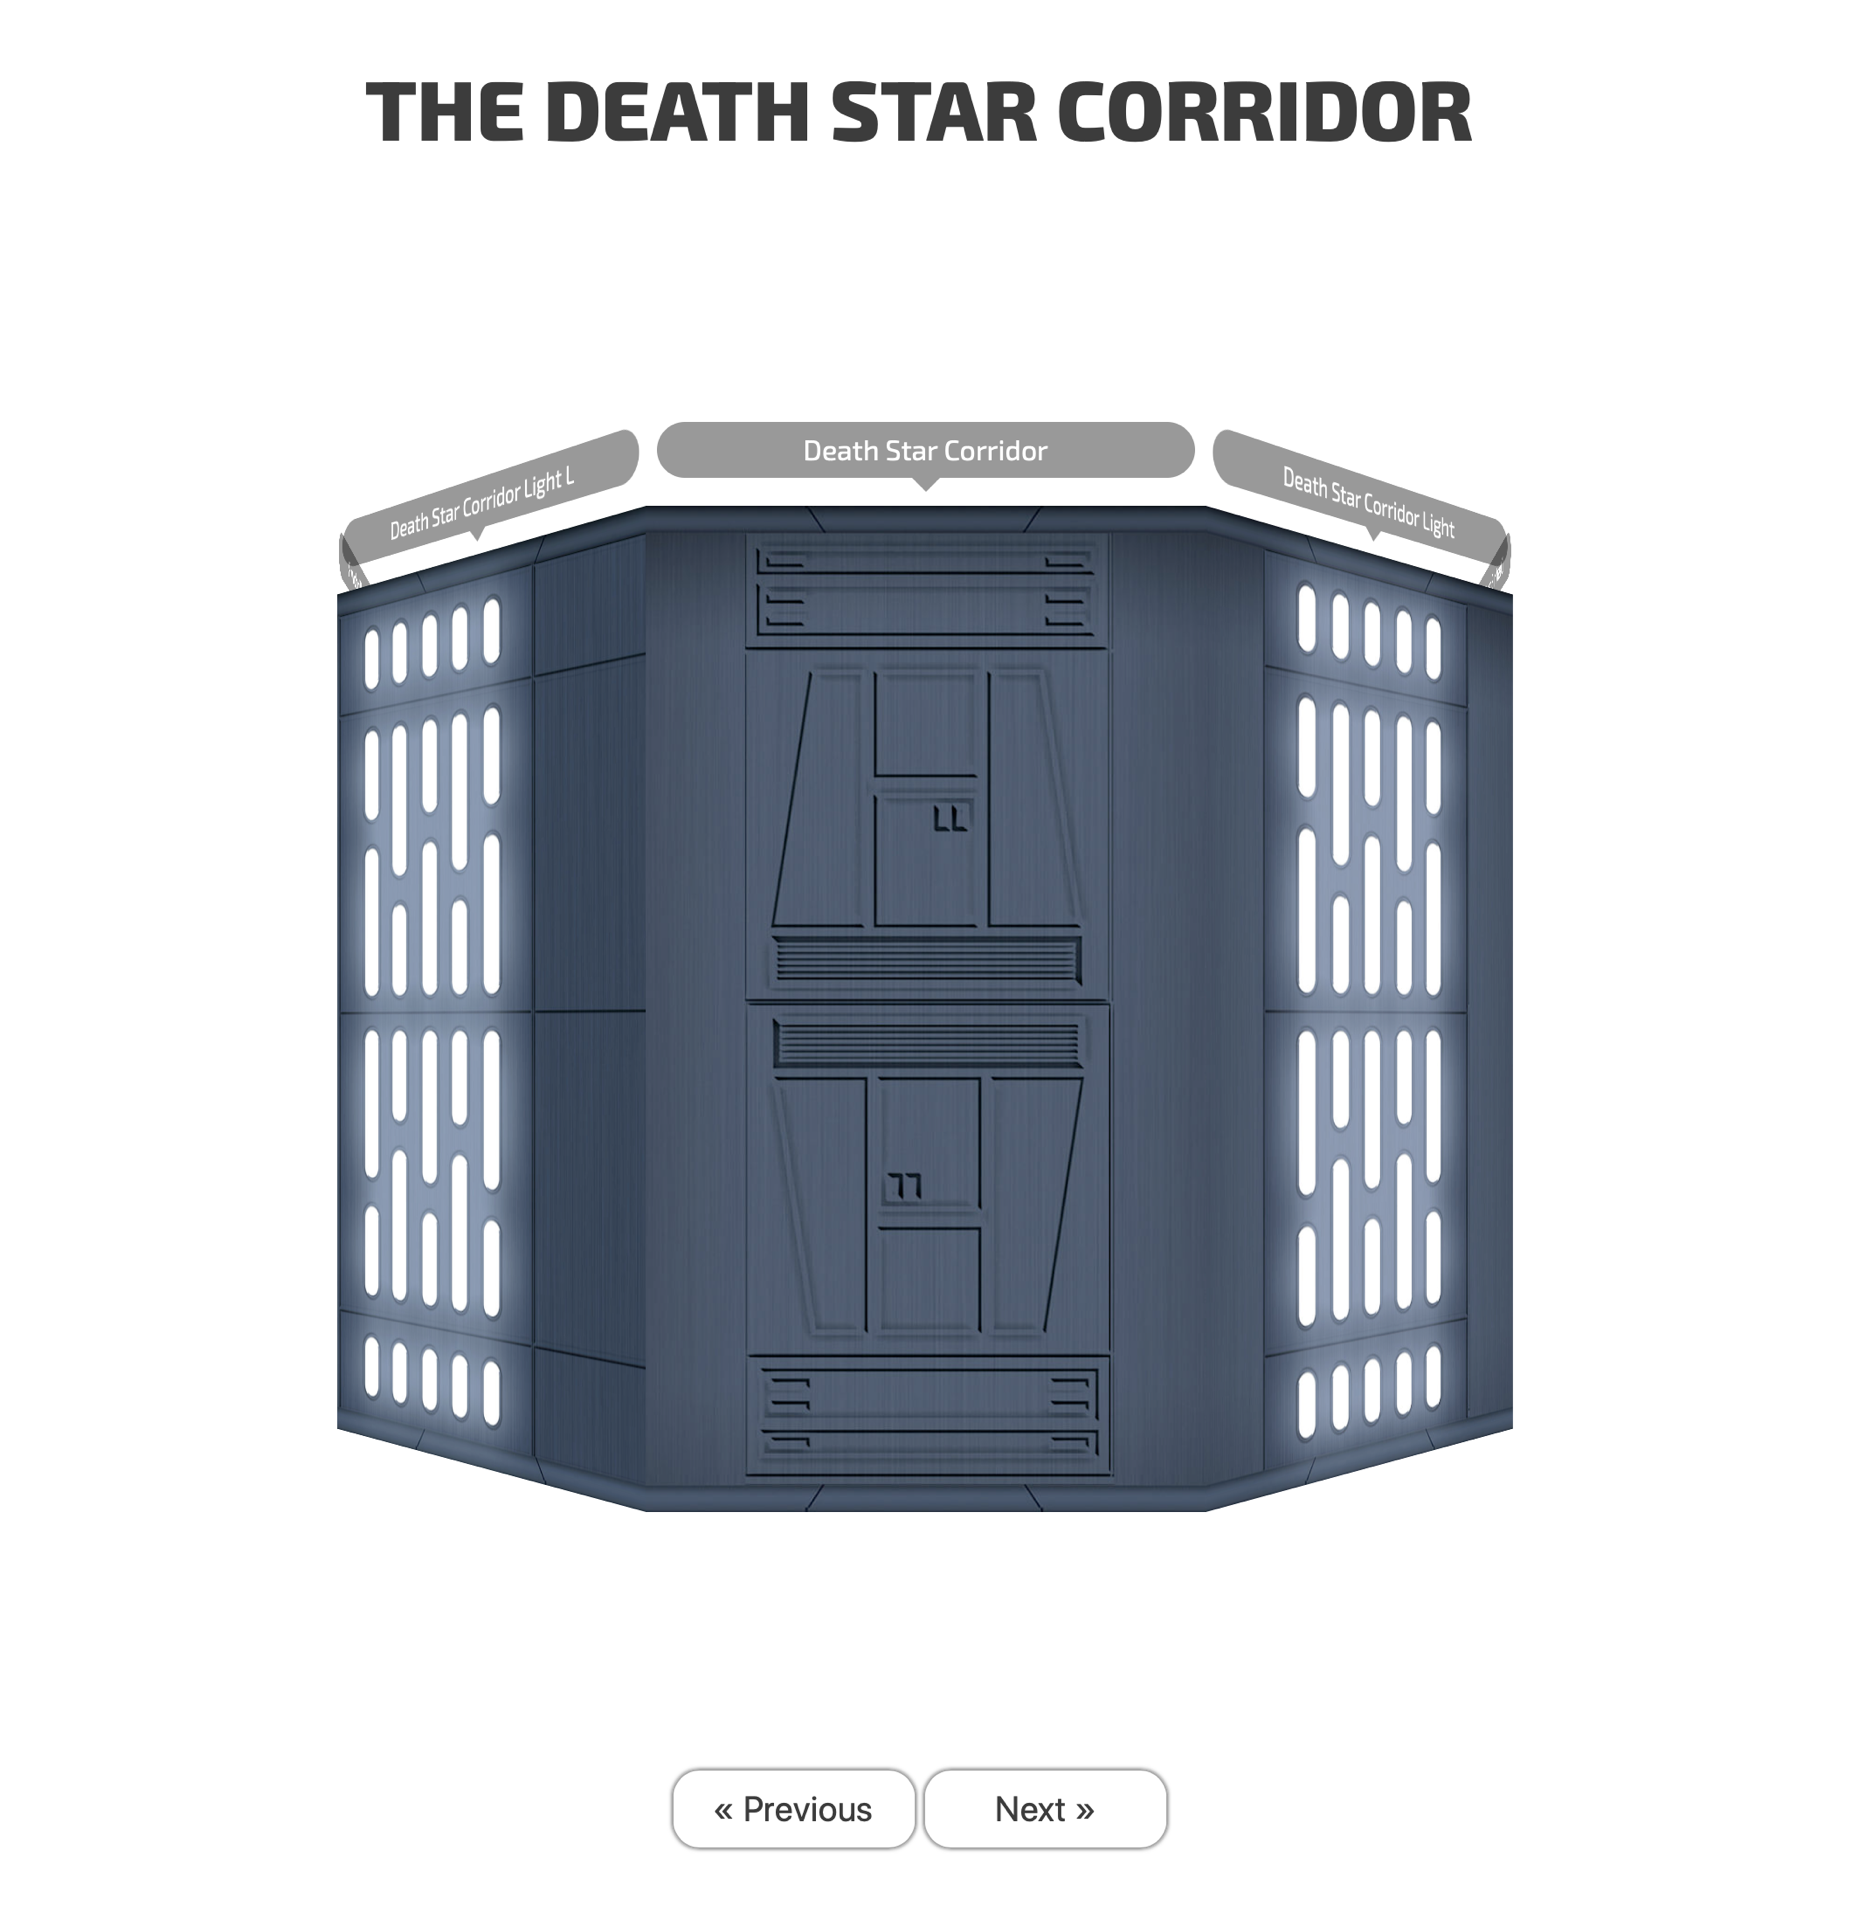 THE DEATH STAR CORRIDOR
Death Star Corridor Light L
Death Star Corridor
Death Star Corridor Light
« Previous
Next »